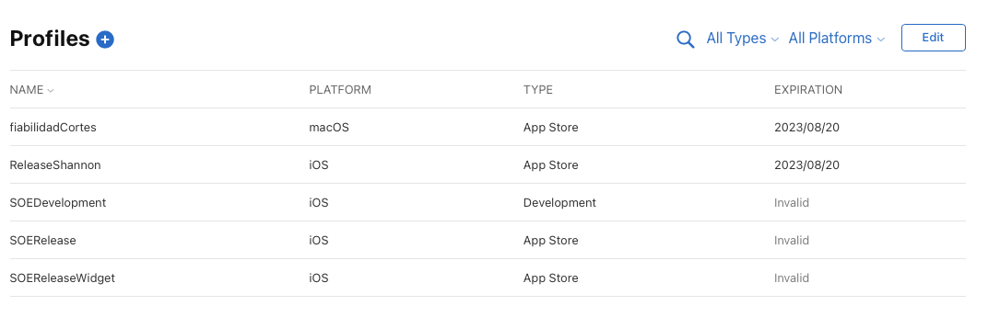 Profiles
All Types All Platforms Edit
NAME PLATFORM TYPE EXPIRATION
fiabilidadCortes macOS App Store 2023/08/20
ReleaseShannon iOS App Store 2023/08/20
SOEDevelopment iOS Development Invalid
SOERelease iOS App Store Invalid
SOEReleaseWidget iOS App Store Invalid